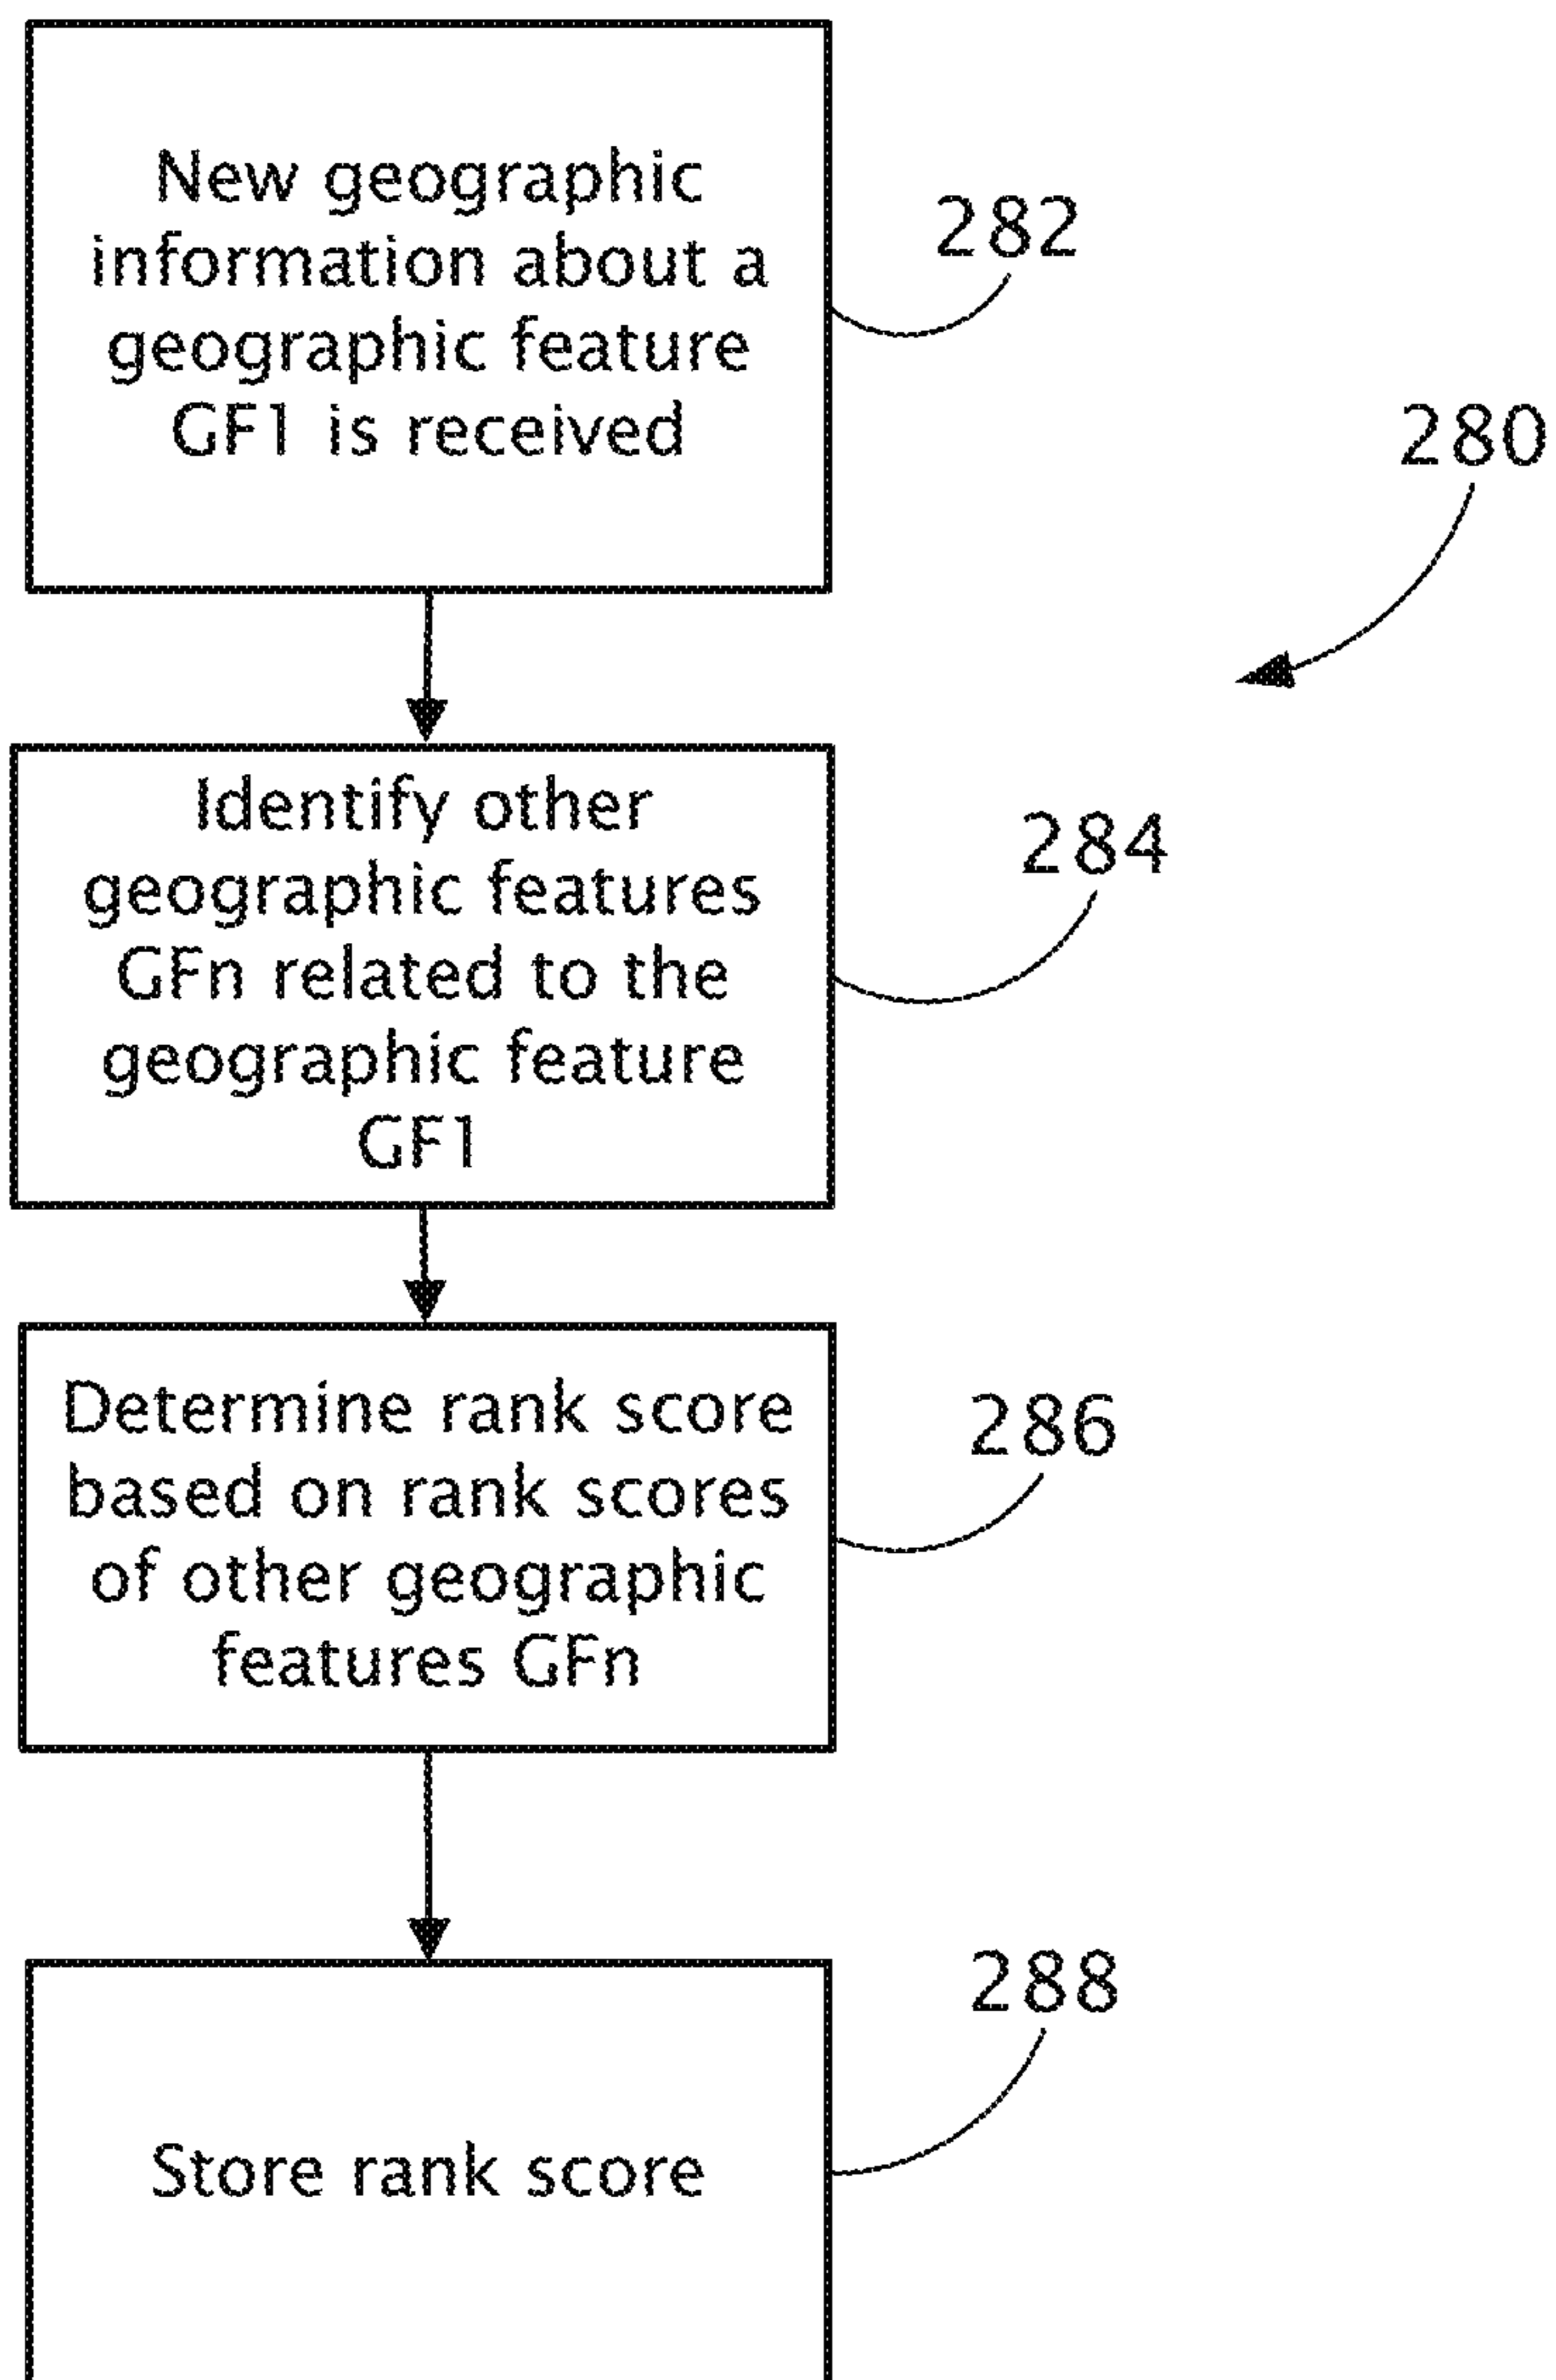 New geographic
information about a
geographic feature
GF1 is received
282
280
Identify other
geographic features
GFn related to the
geographic feature
GF1
284
Determine rank score
based on rank scores
of other geographic
features GFn
286
Store rank score
288